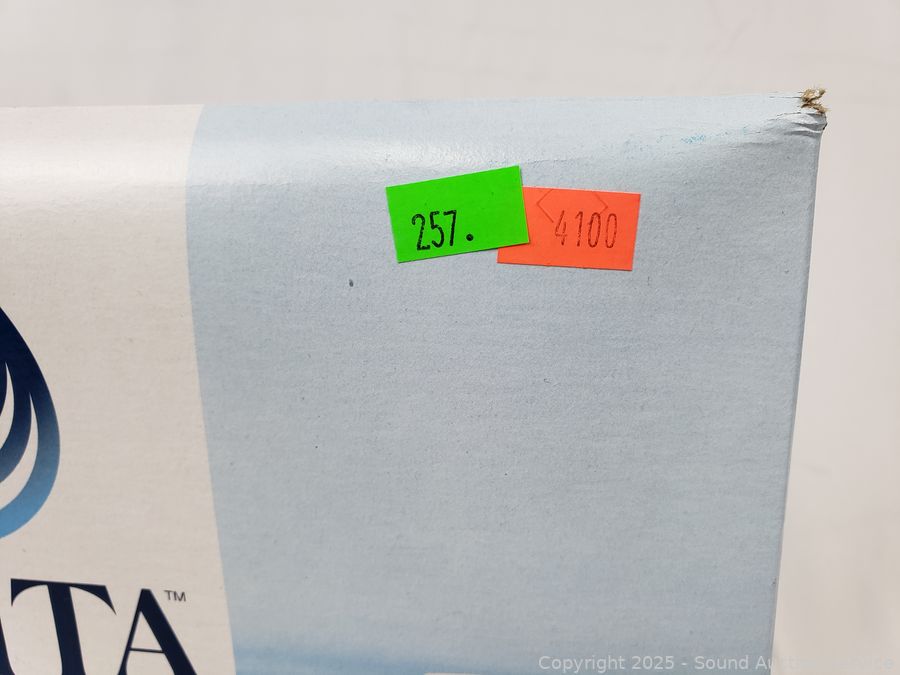 257.
4100
TA™
Copyright 2025 - Sound Auction Service